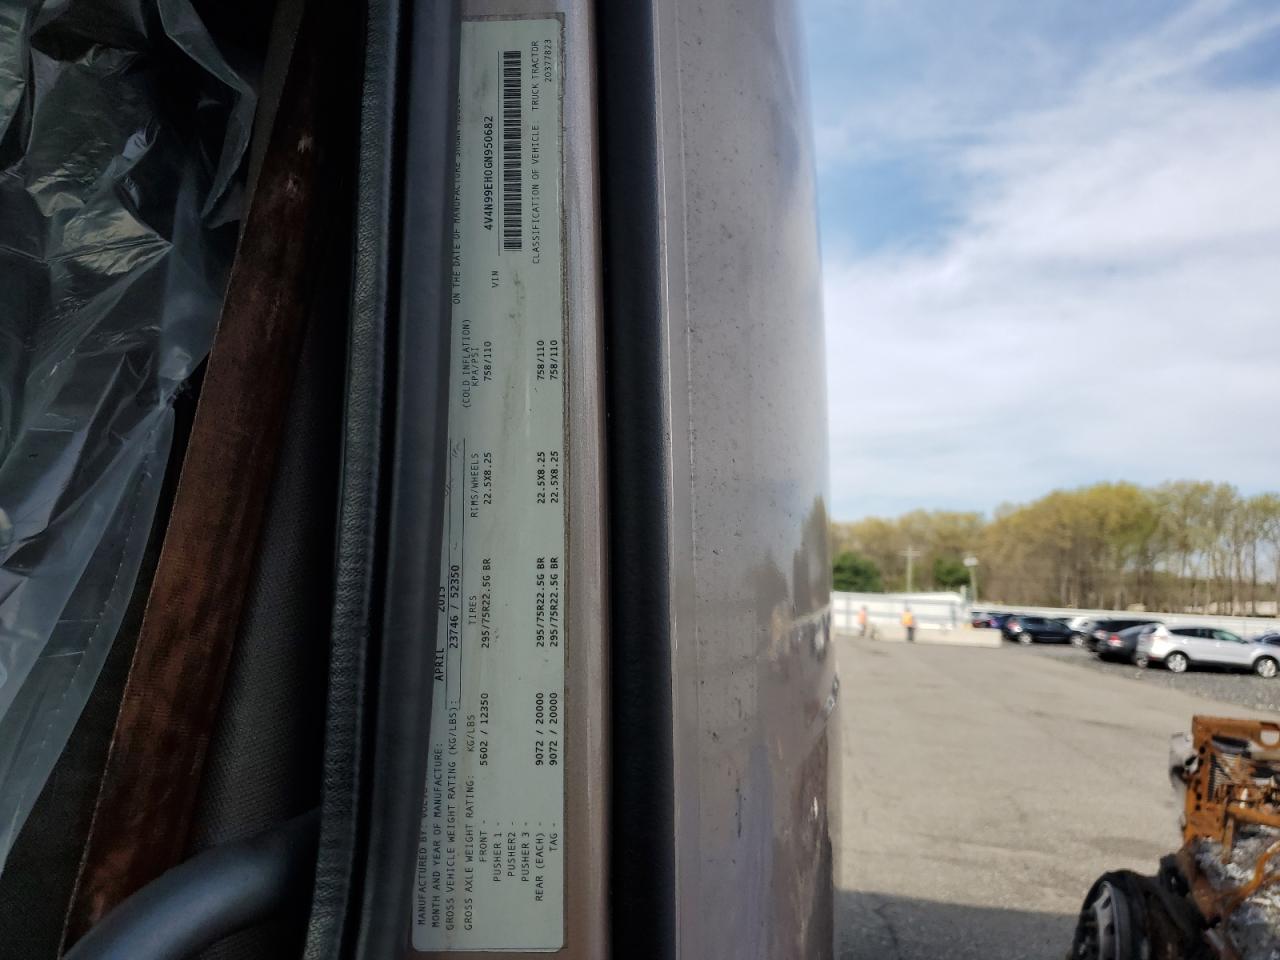 MANUFACTURED BY:
MONTH AND YEAR OF MANUFACTURE: APRIL 2015
GROSS VEHICLE WEIGHT RATING (KG/LBS): 23746 / 52350
ON THE DATE OF MANUFACTURE SHOWN
GROSS AXLE WEIGHT RATING: KG/LBS TIRES RIMS/WHEELS (COLD INFLATION) KPA/PSI
FRONT - 5602 / 12350 295/75R22.5G BR 22.5X8.25 758/110
PUSHER 1 -
PUSHER2 -
PUSHER 3 -
REAR (EACH) - 9072 / 20000 295/75R22.5G BR 22.5X8.25 758/110
TAG - 9072 / 20000 295/75R22.5G BR 22.5X8.25 758/110
VIN 4V4N99EH0GN950682
CLASSIFICATION OF VEHICLE: TRUCK TRACTOR
20377823